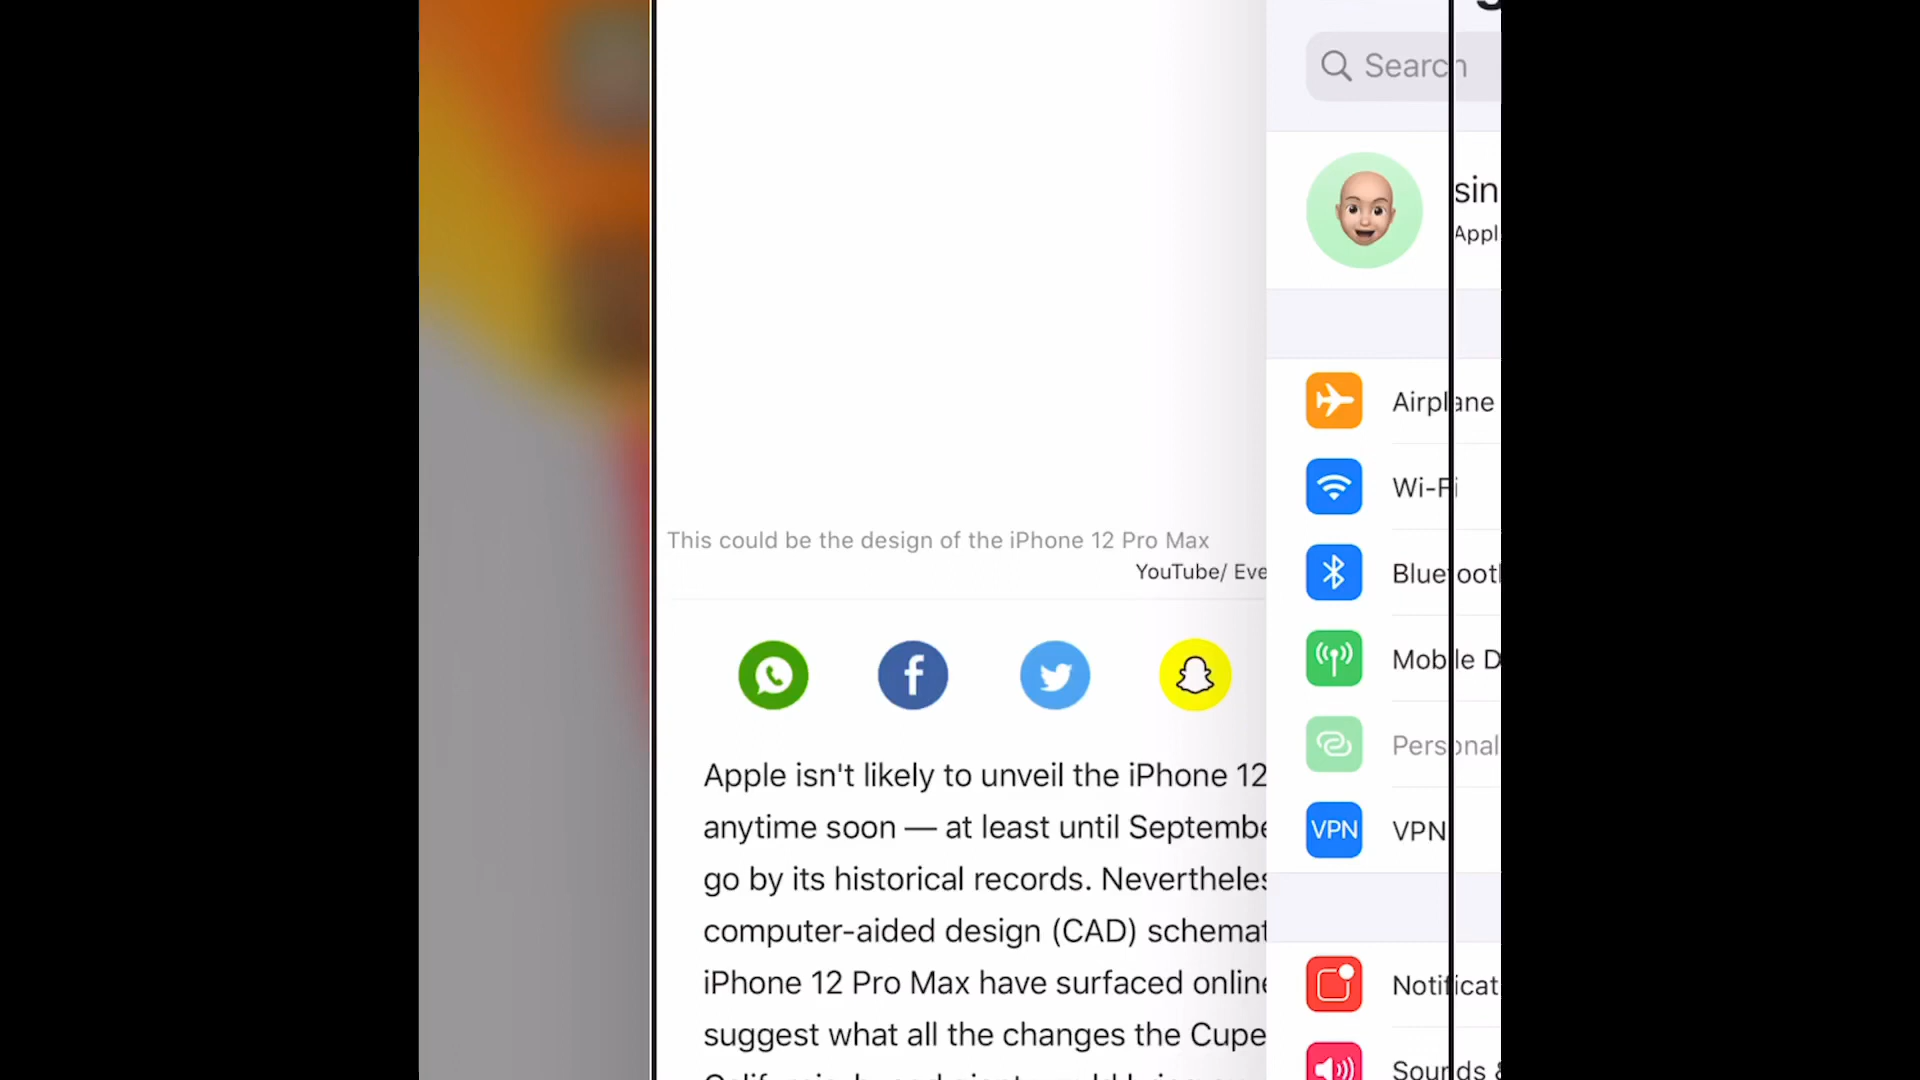 This could be the design of the iPhone 12 Pro Max
YouTube/ Eve
Apple isn't likely to unveil the iPhone 12
anytime soon — at least until Septembe
go by its historical records. Nevertheles
computer-aided design (CAD) schemat
iPhone 12 Pro Max have surfaced online
suggest what all the changes the Cupe
Search
sin
Appl
Airplane
Wi-Fi
Bluetooth
Mobile D
Personal
VPN
VPN
Notificat
Sounds &